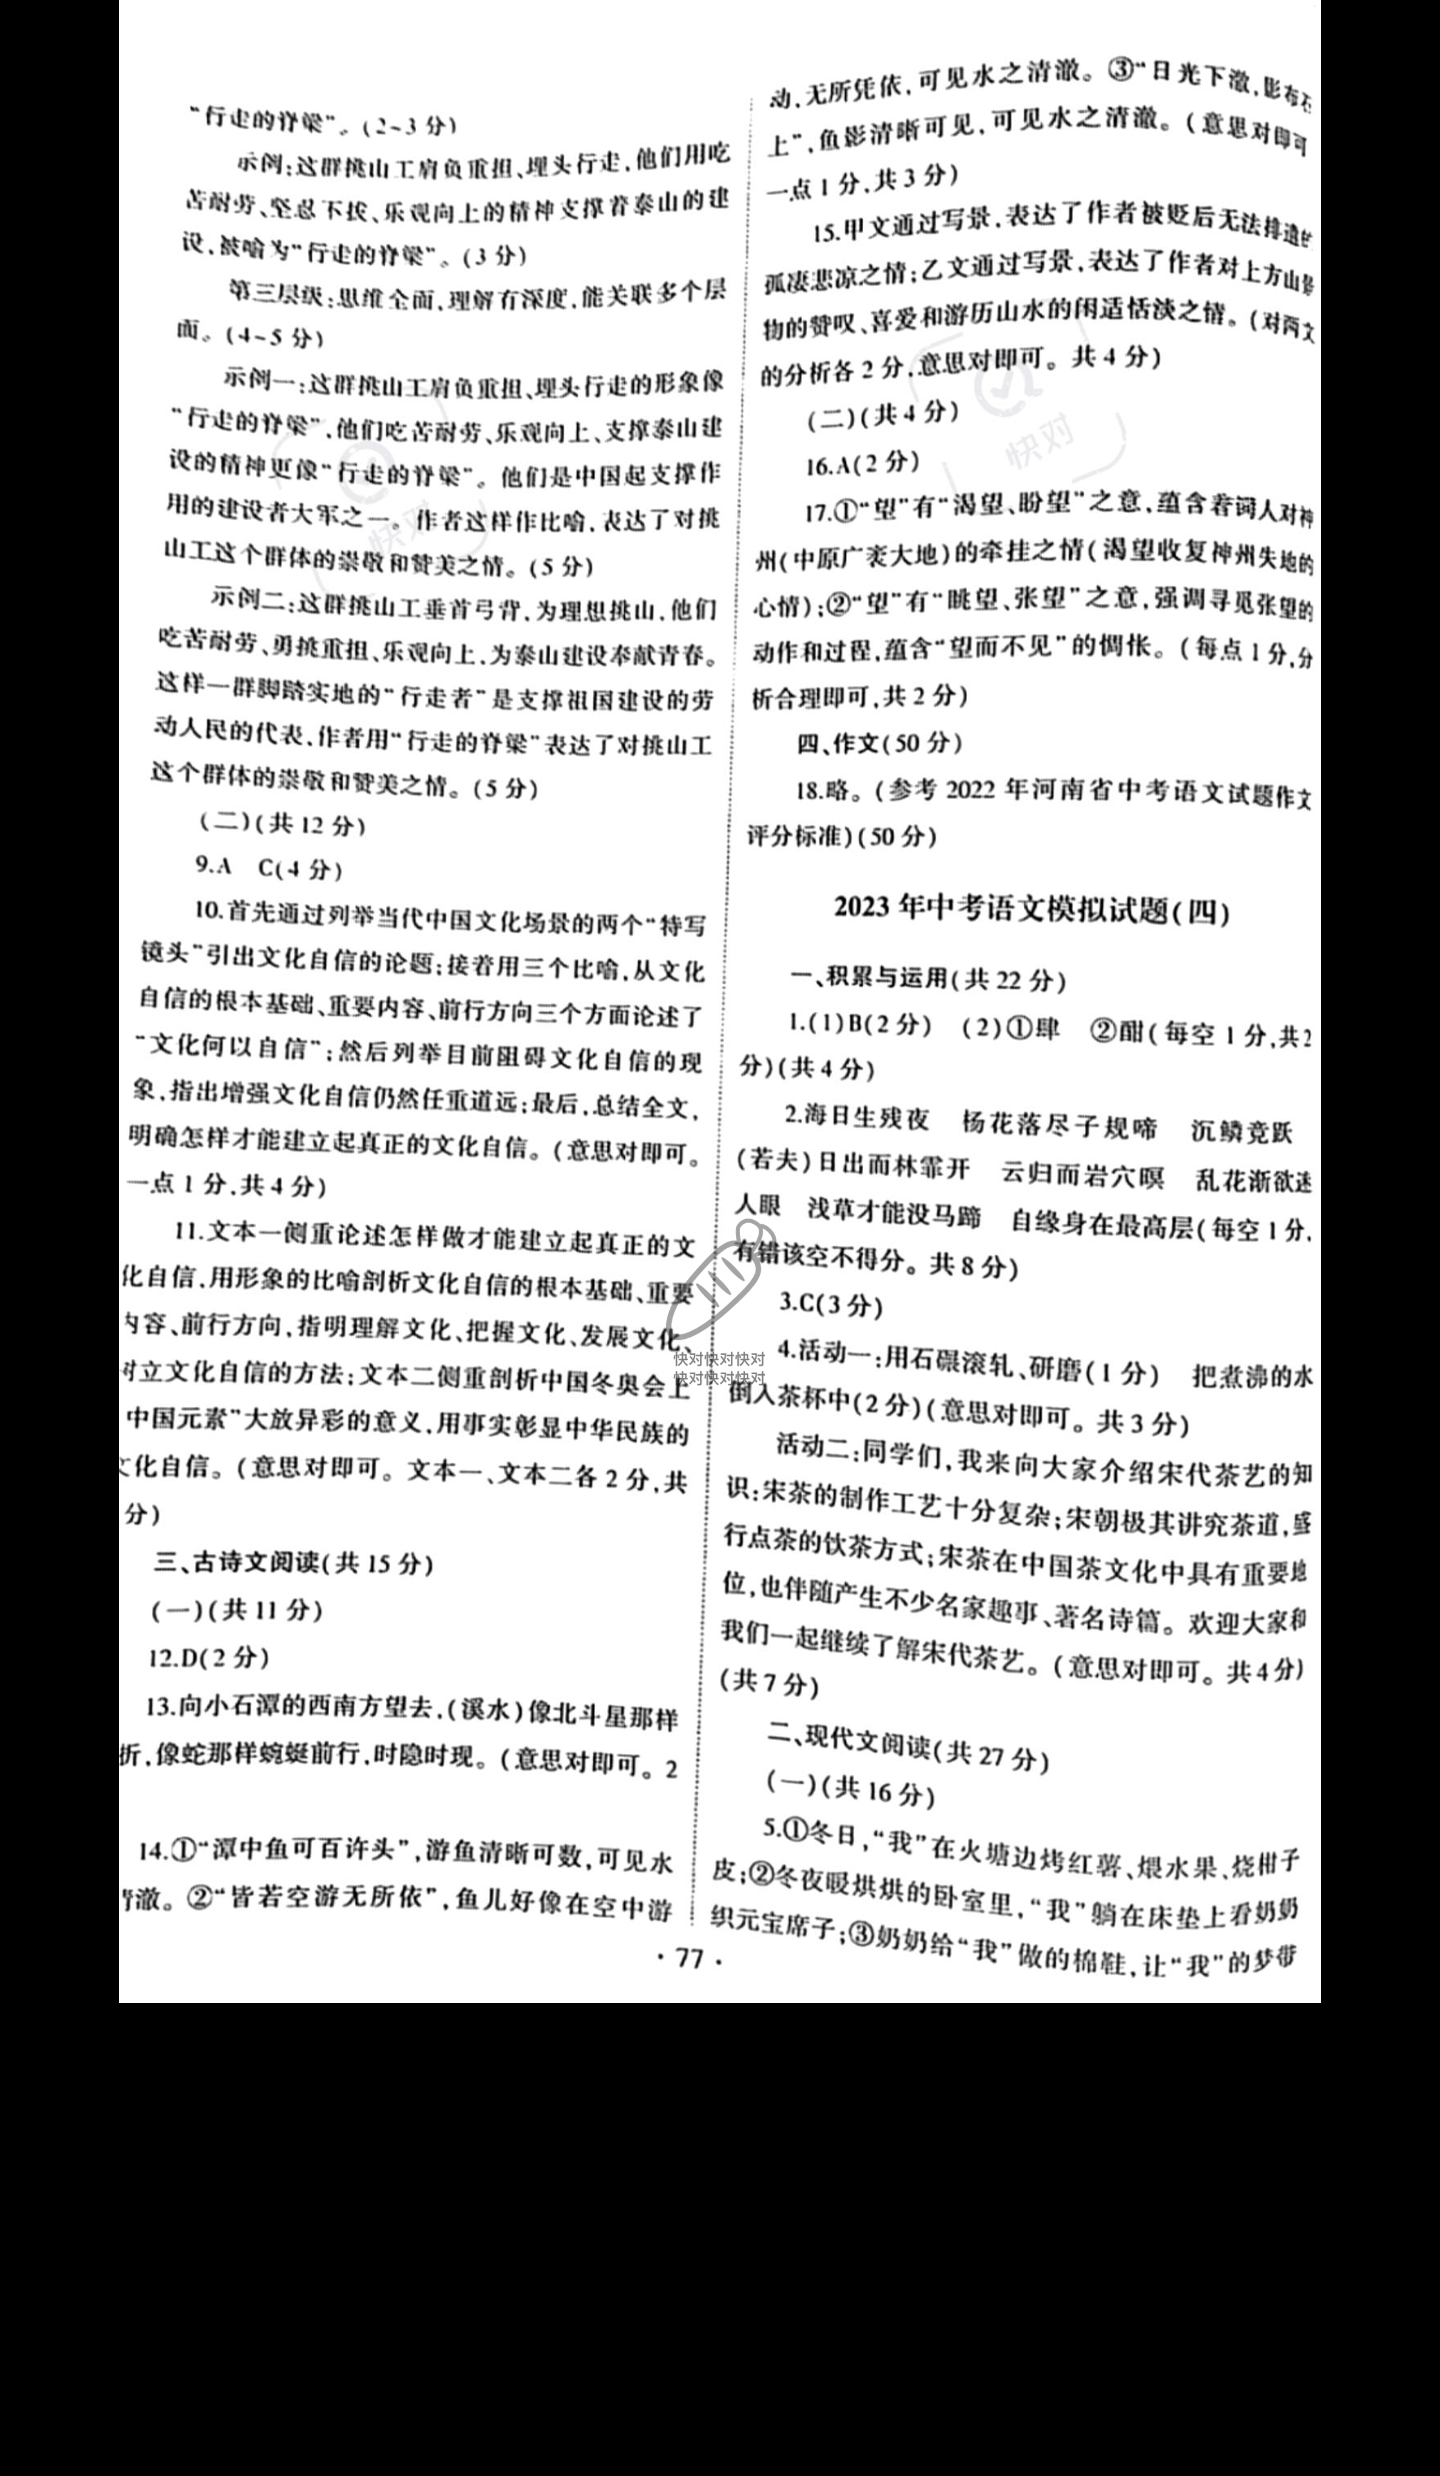 “行走的脊梁”。(2~3 分)
示例:这群挑山工肩负重担、埋头行走,他们用吃
苦耐劳、坚忍不拔、乐观向上的精神支撑着泰山的建
设,被喻为“行走的脊梁”。(3 分)
第三层级:思维全面,理解有深度,能关联多个层
面。(4~5 分)
示例一:这群挑山工肩负重担、埋头行走的形象像
“行走的脊梁”,他们吃苦耐劳、乐观向上、支撑泰山建
设的精神更像“行走的脊梁”。他们是中国起支撑作
用的建设者大军之一。作者这样作比喻,表达了对挑
山工这个群体的崇敬和赞美之情。(5 分)
示例二:这群挑山工垂首弓背,为理想挑山,他们
吃苦耐劳、勇挑重担、乐观向上,为泰山建设奉献青春。
这样一群脚踏实地的“行走者”是支撑祖国建设的劳
动人民的代表,作者用“行走的脊梁”表达了对挑山工
这个群体的崇敬和赞美之情。(5 分)
(二)(共 12 分)
9.A C(4 分)
10.首先通过列举当代中国文化场景的两个“特写
镜头”引出文化自信的论题;接着用三个比喻,从文化
自信的根本基础、重要内容、前行方向三个方面论述了
“文化何以自信”;然后列举目前阻碍文化自信的现
象,指出增强文化自信仍然任重道远;最后,总结全文,
明确怎样才能建立起真正的文化自信。(意思对即可。
一点 1 分,共 4 分)
11.文本一侧重论述怎样做才能建立起真正的文
化自信,用形象的比喻剖析文化自信的根本基础、重要
内容、前行方向,指明理解文化、把握文化、发展文化、
树立文化自信的方法;文本二侧重剖析中国冬奥会上
中国元素”大放异彩的意义,用事实彰显中华民族的
文化自信。(意思对即可。文本一、文本二各 2 分,共
分)
三、古诗文阅读(共 15 分)
(一)(共 11 分)
12.D(2 分)
13.向小石潭的西南方望去,(溪水)像北斗星那样
折,像蛇那样蜿蜒前行,时隐时现。(意思对即可。2
14.①“潭中鱼可百许头”,游鱼清晰可数,可见水
清澈。②“皆若空游无所依”,鱼儿好像在空中游
动,无所凭依,可见水之清澈。③“日光下澈,影布石
上”,鱼影清晰可见,可见水之清澈。(意思对即可
一点 1 分,共 3 分)
15.甲文通过写景,表达了作者被贬后无法排遣的
孤凄悲凉之情;乙文通过写景,表达了作者对上方山景
物的赞叹、喜爱和游历山水的闲适恬淡之情。(对两文
的分析各 2 分,意思对即可。共 4 分)
(二)(共 4 分)
16.A(2 分)
17.①“望”有“渴望、盼望”之意,蕴含着词人对神
州(中原广袤大地)的牵挂之情(渴望收复神州失地的
心情);②“望”有“眺望、张望”之意,强调寻觅张望的
动作和过程,蕴含“望而不见”的惆怅。(每点 1 分,分
析合理即可,共 2 分)
四、作文(50 分)
18.略。(参考 2022 年河南省中考语文试题作文
评分标准)(50 分)
2023 年中考语文模拟试题(四)
一、积累与运用(共 22 分)
1.(1)B(2 分) (2)①肆 ②酣(每空 1 分,共 2
分)(共 4 分)
2.海日生残夜 杨花落尽子规啼 沉鳞竞跃
(若夫)日出而林霏开 云归而岩穴暝 乱花渐欲迷
人眼 浅草才能没马蹄 自缘身在最高层(每空 1 分,
有错该空不得分。共 8 分)
3.C(3 分)
4.活动一:用石碾滚轧、研磨(1 分) 把煮沸的水
倒入茶杯中(2 分)(意思对即可。共 3 分)
活动二:同学们,我来向大家介绍宋代茶艺的知
识:宋茶的制作工艺十分复杂;宋朝极其讲究茶道,盛
行点茶的饮茶方式;宋茶在中国茶文化中具有重要地
位,也伴随产生不少名家趣事、著名诗篇。欢迎大家和
我们一起继续了解宋代茶艺。(意思对即可。共 4 分)
(共 7 分)
二、现代文阅读(共 27 分)
(一)(共 16 分)
5.①冬日,“我”在火塘边烤红薯、煨水果、烧柑子
皮;②冬夜暖烘烘的卧室里,“我”躺在床垫上看奶奶
织元宝席子;③奶奶给“我”做的棉鞋,让“我”的梦带
· 77 ·
快对
快对
快对快对快对
快对快对快对